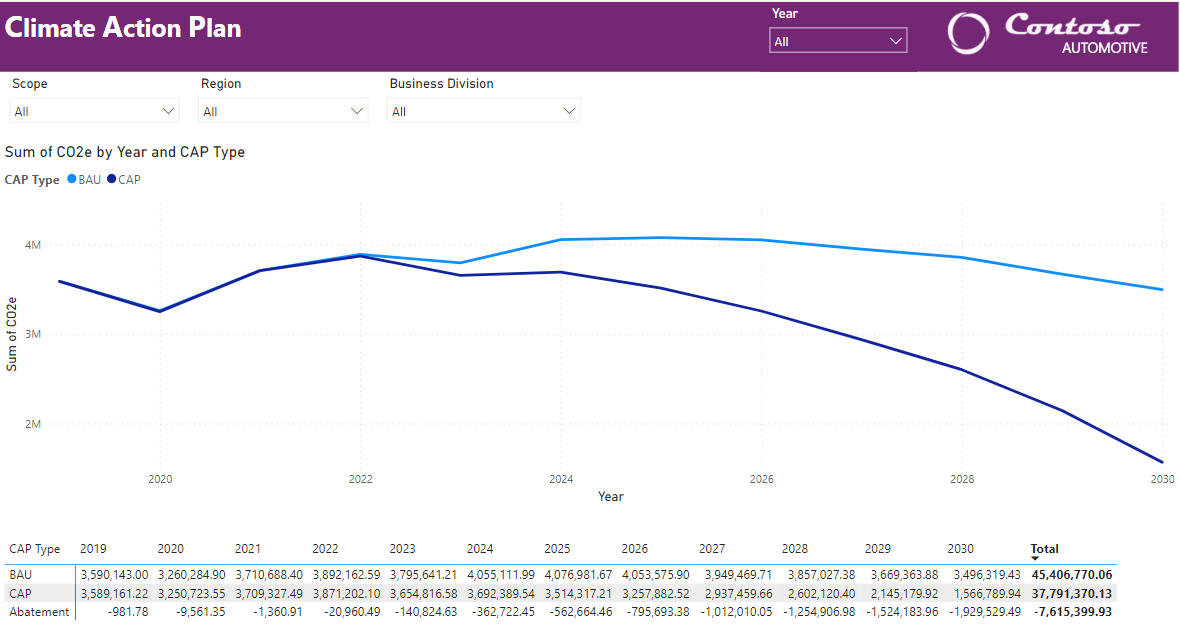 Climate Action Plan
Year
All
Contoso
AUTOMOTIVE
Scope
Region
Business Division
All
All
All
Sum of CO2e by Year and CAP Type
CAP Type BAU CAP
4M
3M
2M
Sum of CO2e
2020 2022 2024 2026 2028 2030
Year
CAP Type 2019 2020 2021 2022 2023 2024 2025 2026 2027 2028 2029 2030 Total
BAU 3,590,143.00 3,260,284.90 3,710,688.40 3,892,162.59 3,795,641.21 4,055,111.99 4,076,981.67 4,053,575.90 3,949,469.71 3,857,027.38 3,669,363.88 3,496,319.43 45,406,770.06
CAP 3,589,161.22 3,250,723.55 3,709,327.49 3,871,202.10 3,654,816.58 3,692,389.54 3,514,317.21 3,257,882.52 2,937,459.66 2,602,120.40 2,145,179.92 1,566,789.94 37,791,370.13
Abatement -981.78 -9,561.35 -1,360.91 -20,960.49 -140,824.63 -362,722.45 -562,664.46 -795,693.38 -1,012,010.05 -1,254,906.98 -1,524,183.96 -1,929,529.49 -7,615,399.93